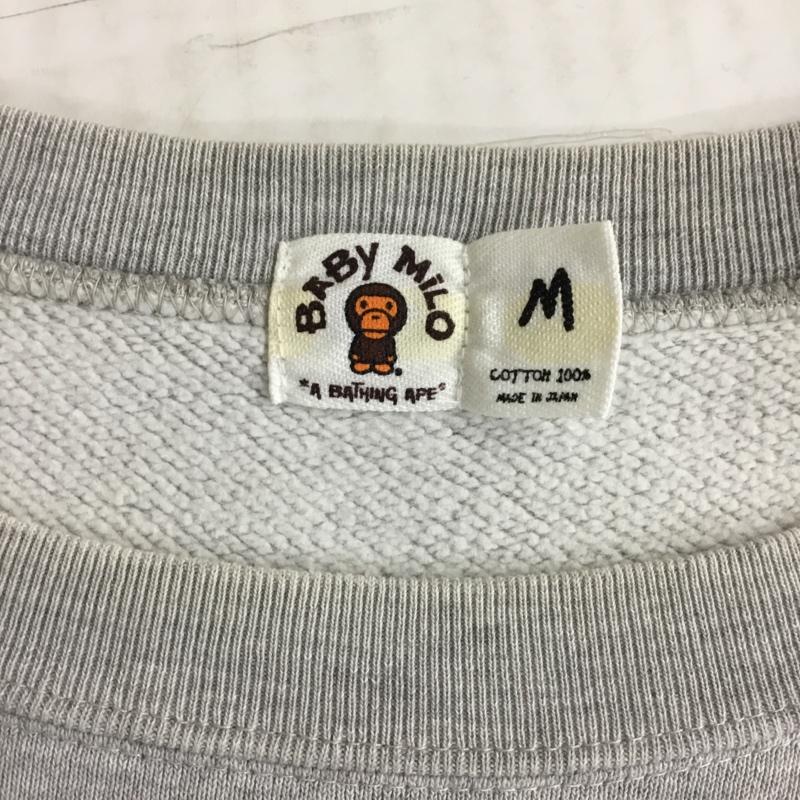 BABY MILO
*A BATHING APE®
M
COTTON 100%
MADE IN JAPAN